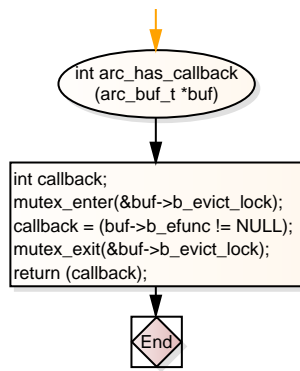 int arc_has_callback
(arc_buf_t *buf)
int callback;
mutex_enter(&buf->b_evict_lock);
callback = (buf->b_efunc != NULL);
mutex_exit(&buf->b_evict_lock);
return (callback);
End